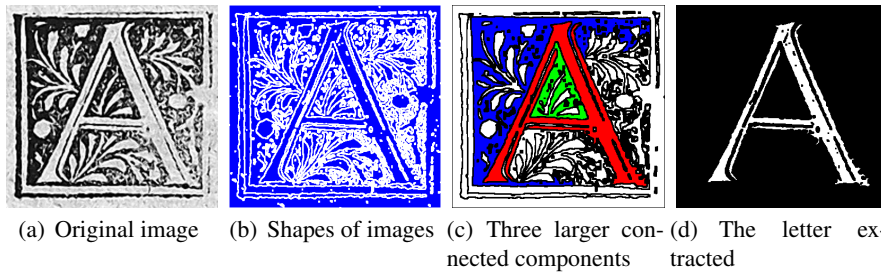 A
A
A
A
(a) Original image
(b) Shapes of images
(c) Three larger con-
nected components
(d) The letter ex-
tracted